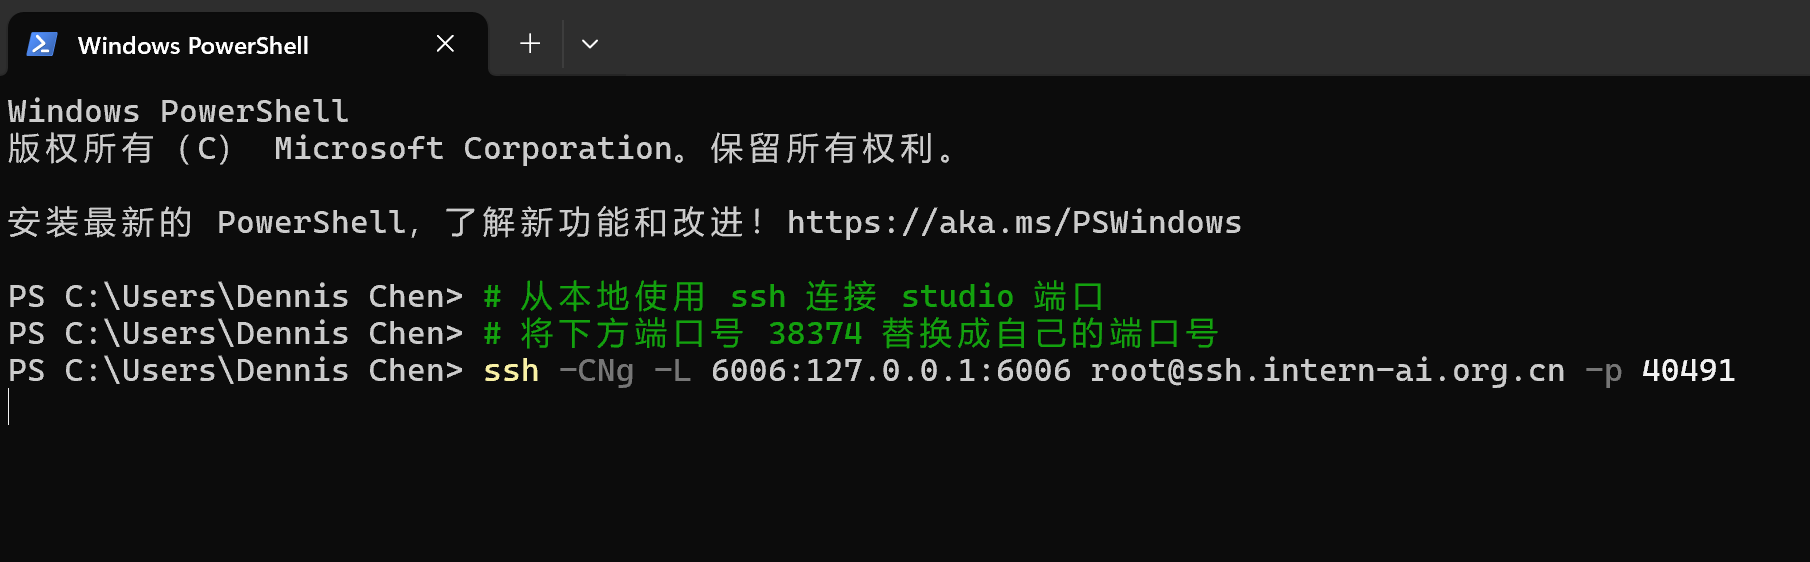 Windows PowerShell
Windows PowerShell
版权所有（C） Microsoft Corporation。保留所有权利。
安装最新的 PowerShell，了解新功能和改进！https://aka.ms/PSWindows
PS C:\Users\Dennis Chen> # 从本地使用 ssh 连接 studio 端口
PS C:\Users\Dennis Chen> # 将下方端口号 38374 替换成自己的端口号
PS C:\Users\Dennis Chen> ssh -CNg -L 6006:127.0.0.1:6006 root@ssh.intern-ai.org.cn -p 40491